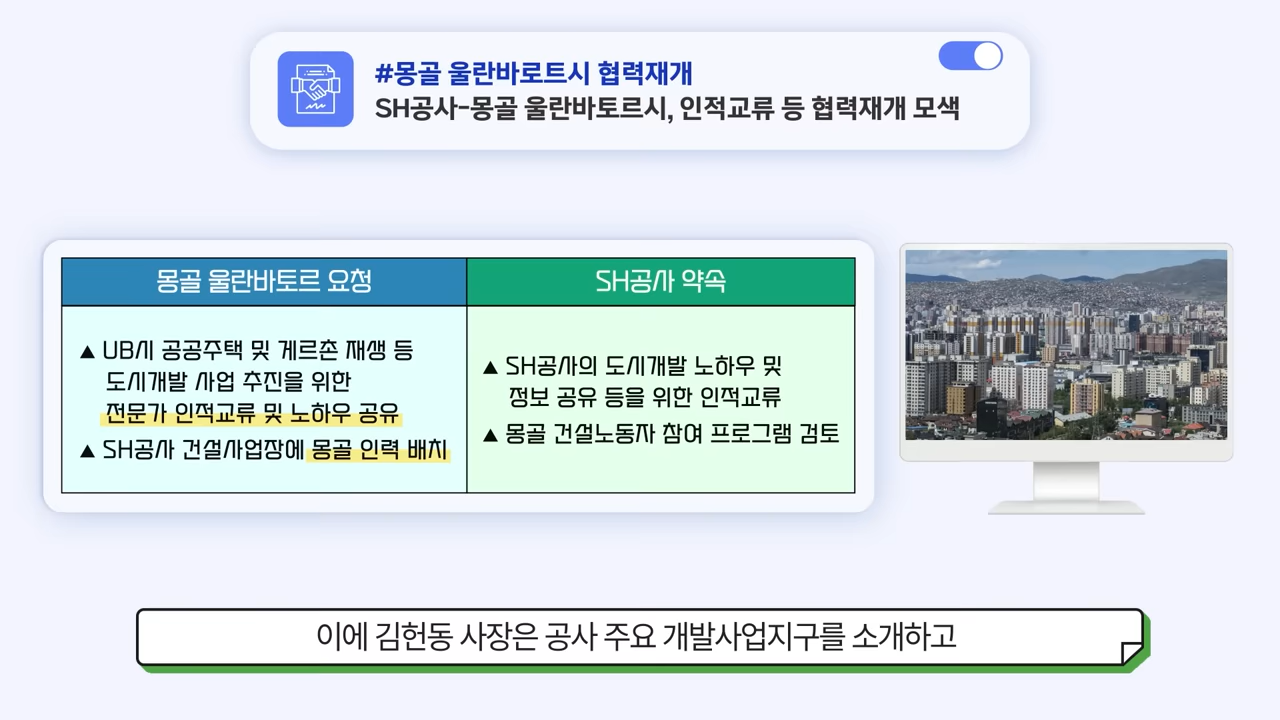 #몽골 울란바로트시 협력재개
SH공사-몽골 울란바토르시, 인적교류 등 협력재개 모색
몽골 울란바토르 요청
▲ UB시 공공주택 및 게르촌 재생 등
도시개발 사업 추진을 위한
전문가 인적교류 및 노하우 공유
▲ SH공사 건설사업장에 몽골 인력 배치
SH공사 약속
▲ SH공사의 도시개발 노하우 및
정보 공유 등을 위한 인적교류
▲ 몽골 건설노동자 참여 프로그램 검토
이에 김헌동 사장은 공사 주요 개발사업지구를 소개하고